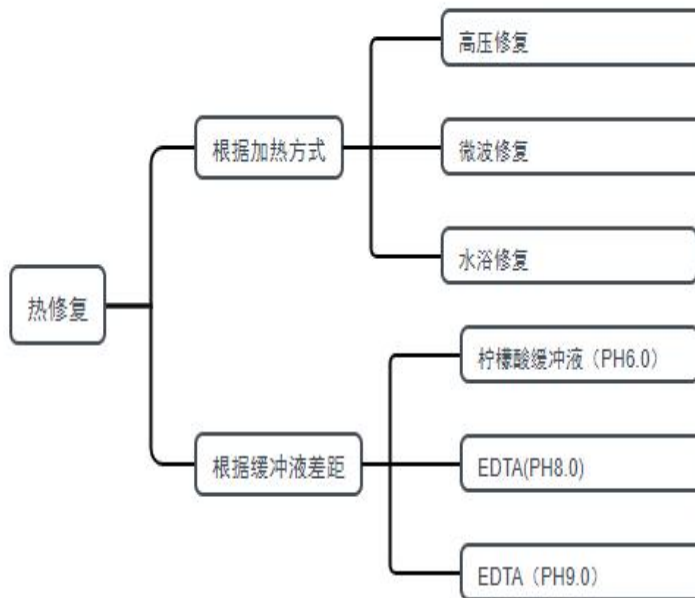 热修复
根据加热方式
高压修复
微波修复
水浴修复
根据缓冲液差距
柠檬酸缓冲液（PH6.0）
EDTA(PH8.0)
EDTA（PH9.0）